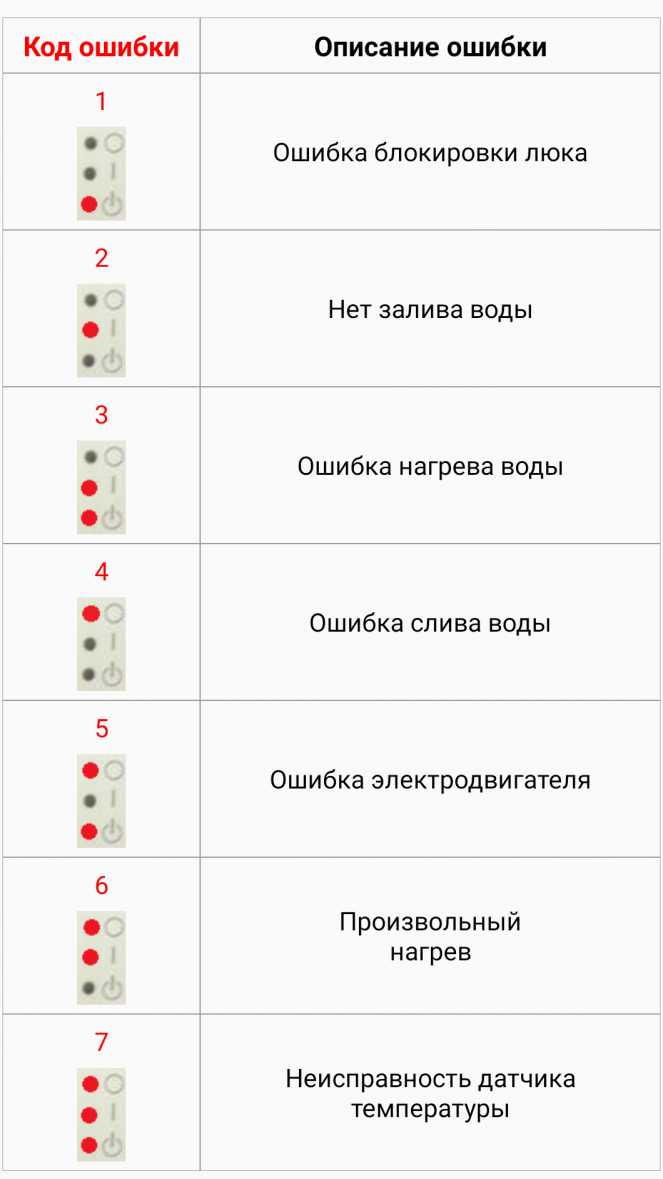 Код ошибки
Описание ошибки
1
Ошибка блокировки люка
2
Нет залива воды
3
Ошибка нагрева воды
4
Ошибка слива воды
5
Ошибка электродвигателя
6
Произвольный
нагрев
7
Неисправность датчика
температуры